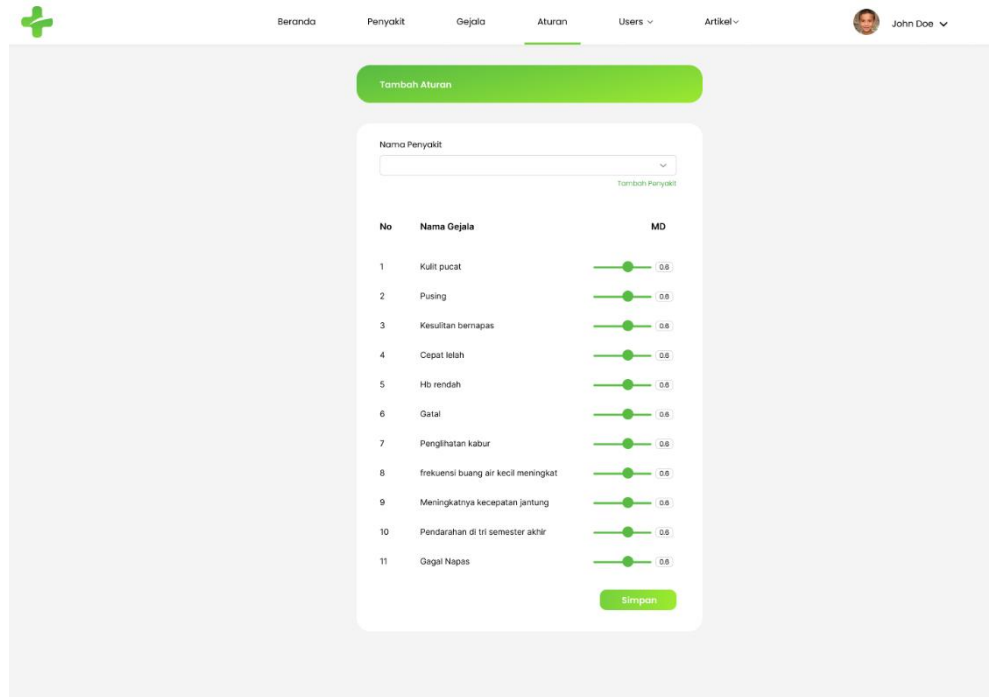 Beranda Penyakit Gejala Aturan Users Artikel John Doe
Tambah Aturan
Nama Penyakit
Tambah Penyakit
No Nama Gejala MD
1 Kulit pucat 0.6
2 Pusing 0.6
3 Kesulitan bernapas 0.6
4 Cepat lelah 0.6
5 Hb rendah 0.6
6 Gatal 0.6
7 Penglihatan kabur 0.6
8 frekuensi buang air kecil meningkat 0.6
9 Meningkatnya kecepatan jantung 0.6
10 Pendarahan di tri semester akhir 0.6
11 Gagal Napas 0.6
Simpan